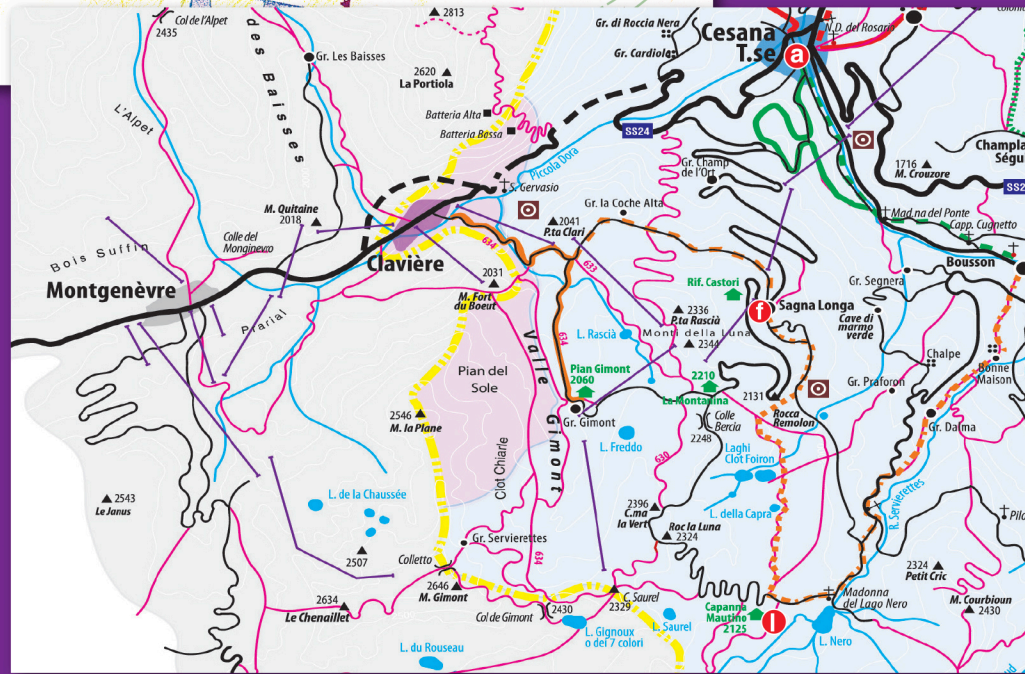 Col de l'Alpet
2435
des Baisses
Gr. Les Baisses
2813
2620
La Portiola
L'Alpet
Batteria Alta
Batteria Bassa
Gr. di Roccia Nera
Gr. Cardiola
Cesana
T.se
a
N.D. del Rosario
SS24
Piccola Dora
S. Gervasio
Gr. Champ
de l'Ort
1716
M. Crouzore
Champla
Ségu
SS2
M. Quitaine
2018
Colle del
Monginevro
Bois Suffin
Montgenèvre
Prarial
Clavière
634
2041
P.ta Clari
Gr. la Coche Alta
633
Mad.na del Ponte
Capp. Cugnetto
Bousson
2031
M. Fort
du Boeuf
Rif. Castori
f
Sagna Longa
Gr. Segnera
Cave di
marmo
verde
2336
P.ta Rascià
Monti della Luna
2344
L. Rascià
634
Valle Gimont
Pian del
Sole
Pian Gimont
2060
2210
La Montanina
2131
Rocca
Remolon
Chalpe
Bonne
Maison
Gr. Praforon
Gr. Daima
2546
M. la Plane
Gr. Gimont
Colle
Bercia
2248
L. Freddo
Clot Chiarle
630
Laghi
Clot Foiron
L. della Capra
R. Servierettes
2543
Le Janus
L. de la Chaussée
2507
2396
C.ma
la Vert
Roc la Luna
2324
Gr. Servierettes
Colletto
634
2646
M. Gimont
2634
Le Chenaillet
Col de Gimont
2430
C. Saurel
2329
L. Gignoux
o dei 7 colori
L. Saurel
Capanna
Mautino
2125
l
Madonna
del Lago Nero
L. Nero
2324
Petit Cric
M. Courbioun
2430
L. du Rouseau